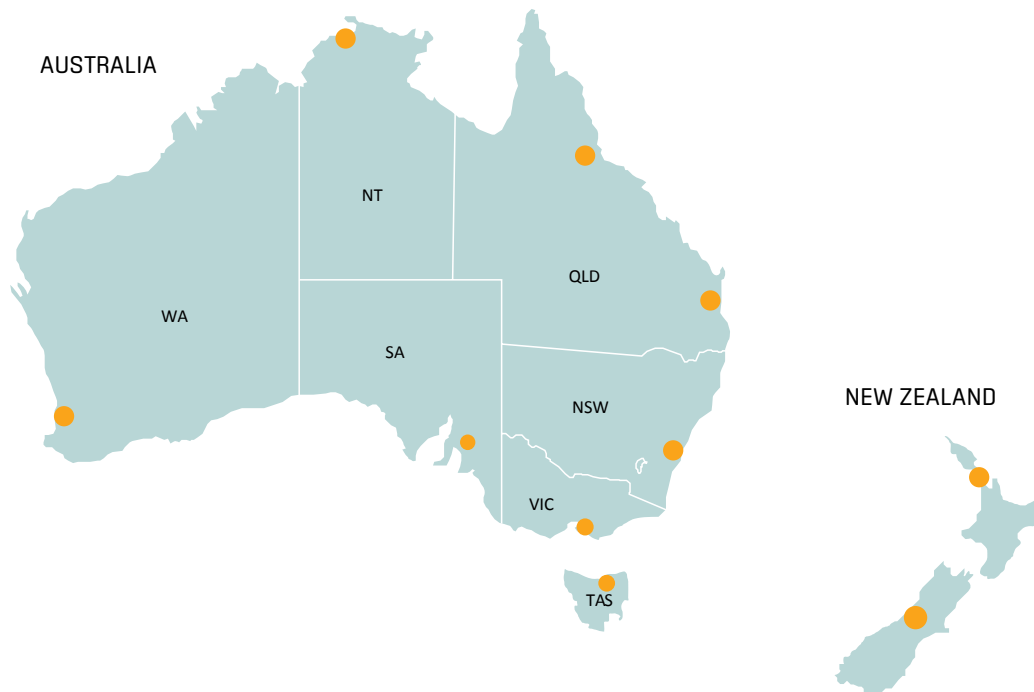 AUSTRALIA
NT
QLD
WA
SA
NEW ZEALAND
NSW
VIC
TAS